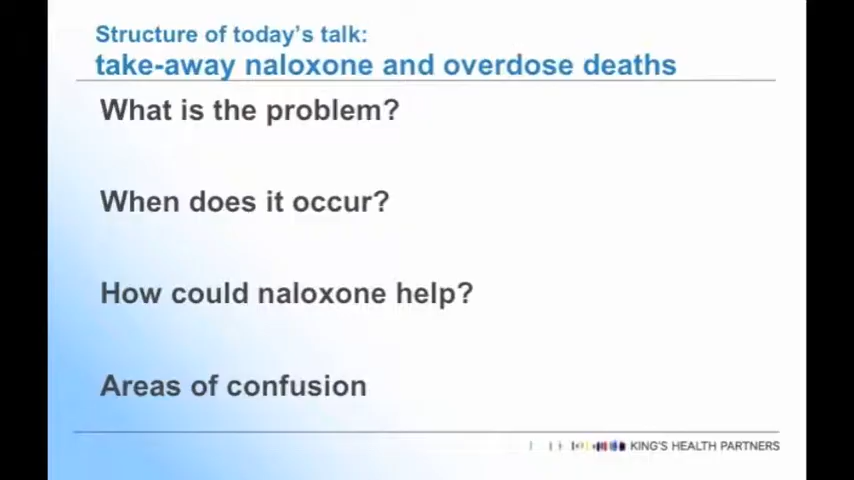 Structure of today's talk:
take-away naloxone and overdose deaths
What is the problem?
When does it occur?
How could naloxone help?
Areas of confusion
KING'S HEALTH PARTNERS